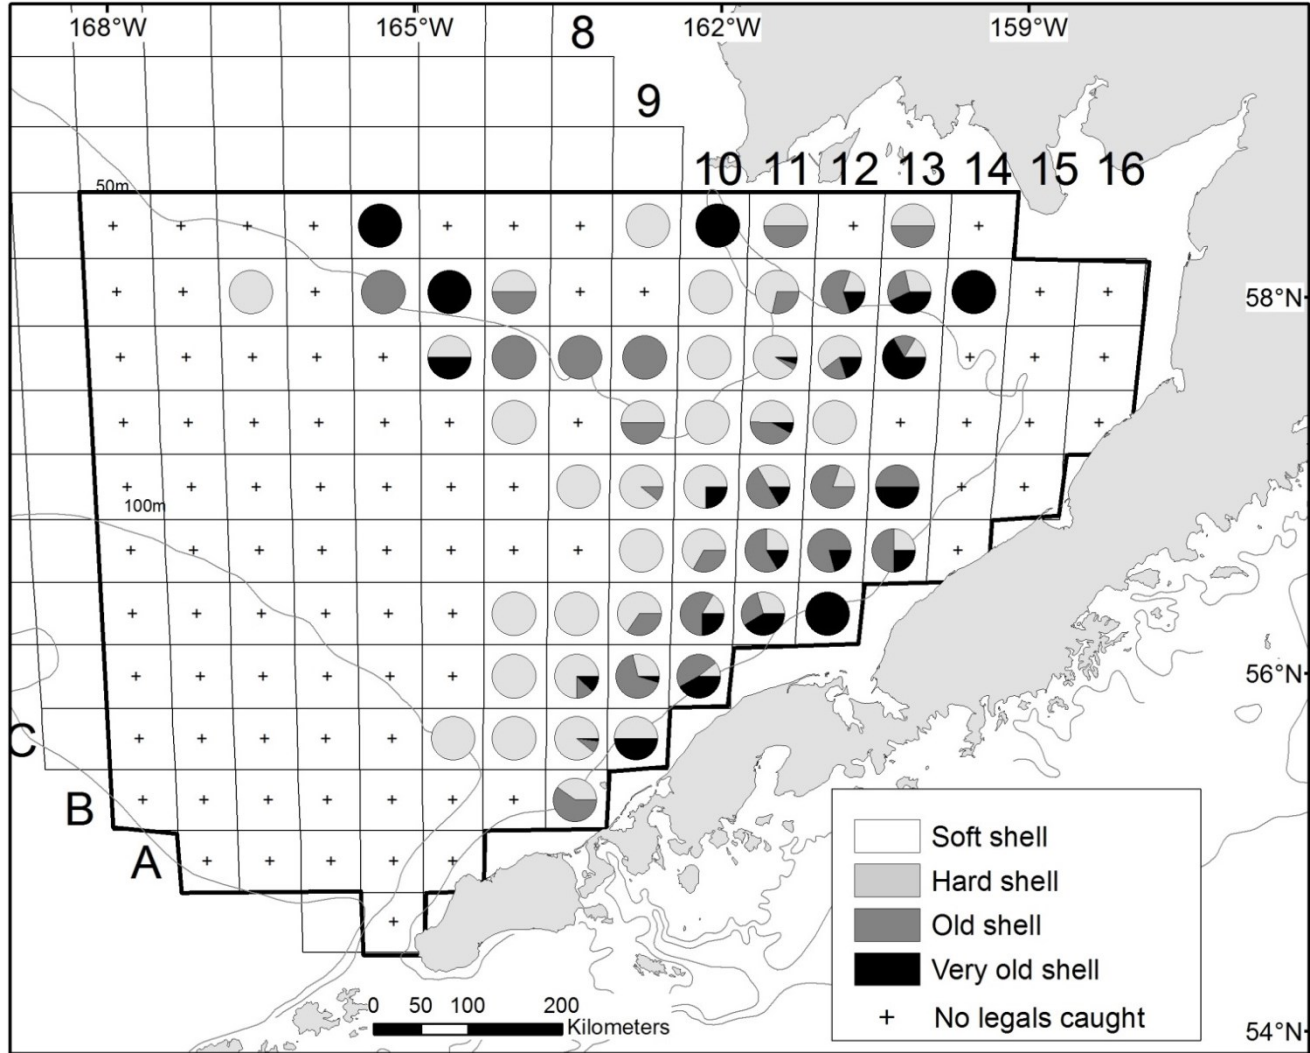 168°W 165°W 162°W 159°W
8
9
10 11 12 13 14 15 16
50m
58°N
100m
56°N
C
B
A
Soft shell
Hard shell
Old shell
Very old shell
+ No legals caught
0 50 100 200
Kilometers
54°N